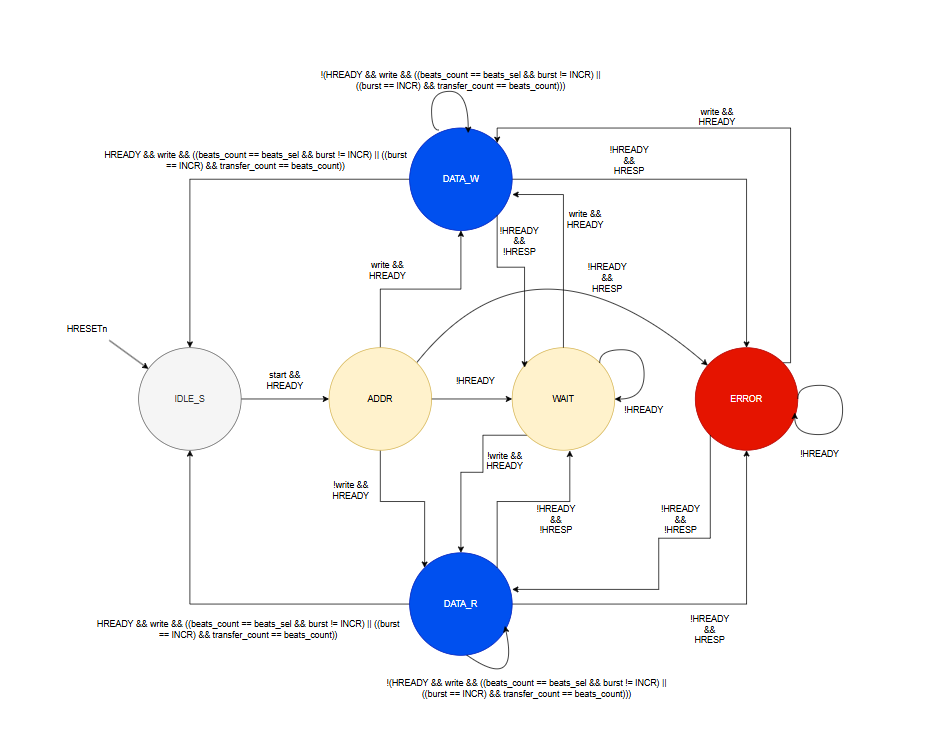 !(HREADY && write && ((beats_count == beats_sel && burst != INCR) ||
((burst == INCR) && transfer_count == beats_count)))
write &&
HREADY
HREADY && write && ((beats_count == beats_sel && burst != INCR) || ((burst
== INCR) && transfer_count == beats_count))
!HREADY
&&
HRESP
DATA_W
write &&
HREADY
!HREADY
&&
!HRESP
write &&
HREADY
!HREADY
&&
HRESP
HRESETn
start &&
HREADY
!HREADY
IDLE_S
ADDR
WAIT
ERROR
!HREADY
!HREADY
!write &&
HREADY
!write &&
HREADY
!HREADY
&&
!HRESP
!HREADY
&&
!HRESP
DATA_R
HREADY && write && ((beats_count == beats_sel && burst != INCR) || ((burst
== INCR) && transfer_count == beats_count))
!HREADY
&&
HRESP
!(HREADY && write && ((beats_count == beats_sel && burst != INCR) ||
((burst == INCR) && transfer_count == beats_count)))